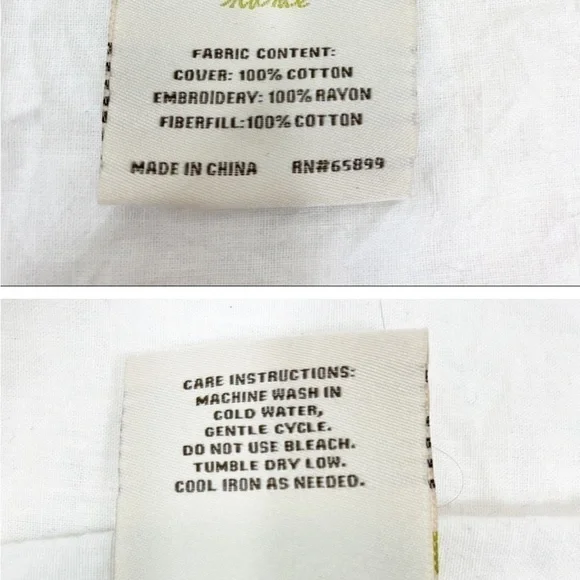 FABRIC CONTENT:
COVER: 100% COTTON
EMBROIDERY: 100% RAYON
FIBERFILL:100% COTTON
MADE IN CHINA RN#65899
CARE INSTRUCTIONS:
MACHINE WASH IN
COLD WATER,
GENTLE CYCLE.
DO NOT USE BLEACH.
TUMBLE DRY LOW.
COOL IRON AS NEEDED.